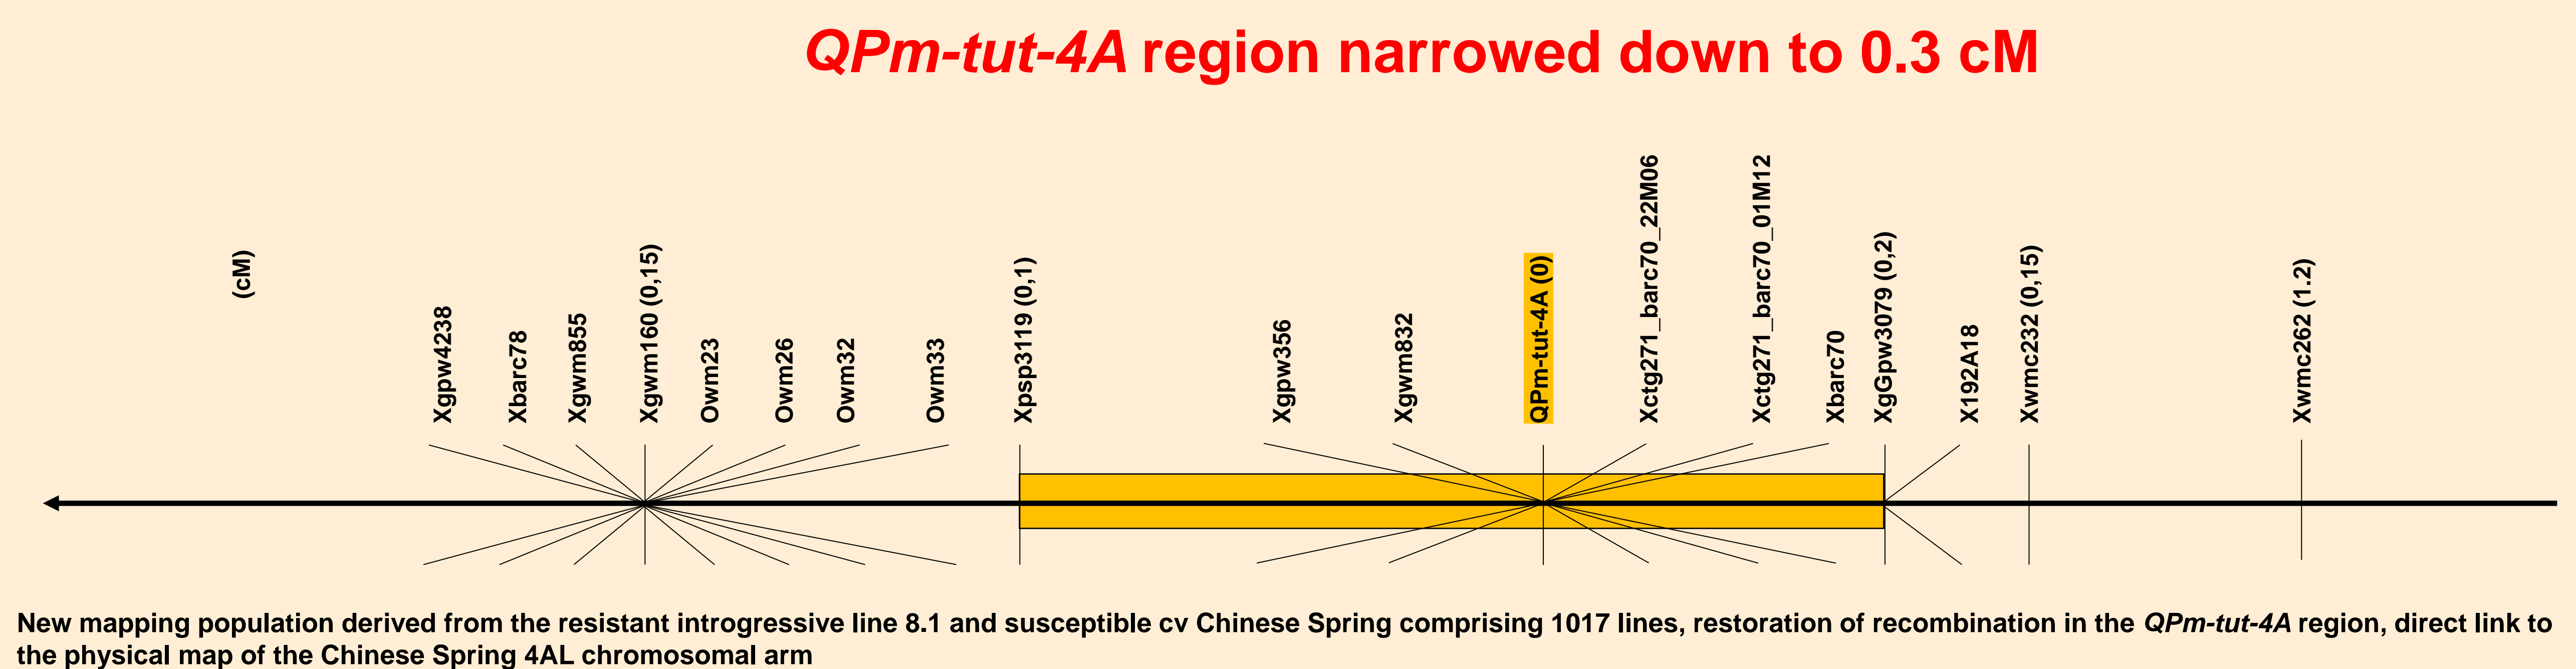 QPm-tut-4A region narrowed down to 0.3 cM
(cM)
Xgpw4238
Xbarc78
Xgwm855
Xgwm160 (0,15)
Owm23
Owm26
Owm32
Owm33
Xpsp3119 (0,1)
Xgpw356
Xgwm832
QPm-tut-4A (0)
Xctg271_barc70_22M06
Xctg271_barc70_01M12
Xbarc70
XgGpw3079 (0,2)
X192A18
Xwmc232 (0,15)
Xwmc262 (1.2)
New mapping population derived from the resistant introgressive line 8.1 and susceptible cv Chinese Spring comprising 1017 lines, restoration of recombination in the QPm-tut-4A region, direct link to
the physical map of the Chinese Spring 4AL chromosomal arm